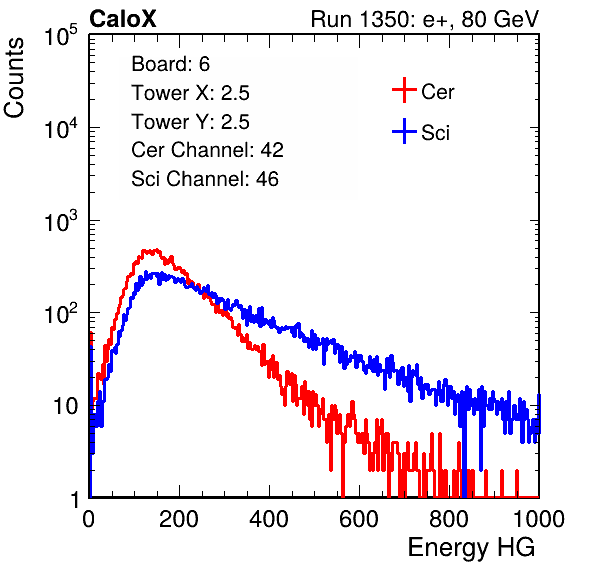 CaloX Run 1350: e+, 80 GeV
Counts
Board: 6
Tower X: 2.5
Tower Y: 2.5
Cer Channel: 42
Sci Channel: 46
Cer
Sci
10^5
10^4
10^3
10^2
10
1
0 200 400 600 800 1000
Energy HG